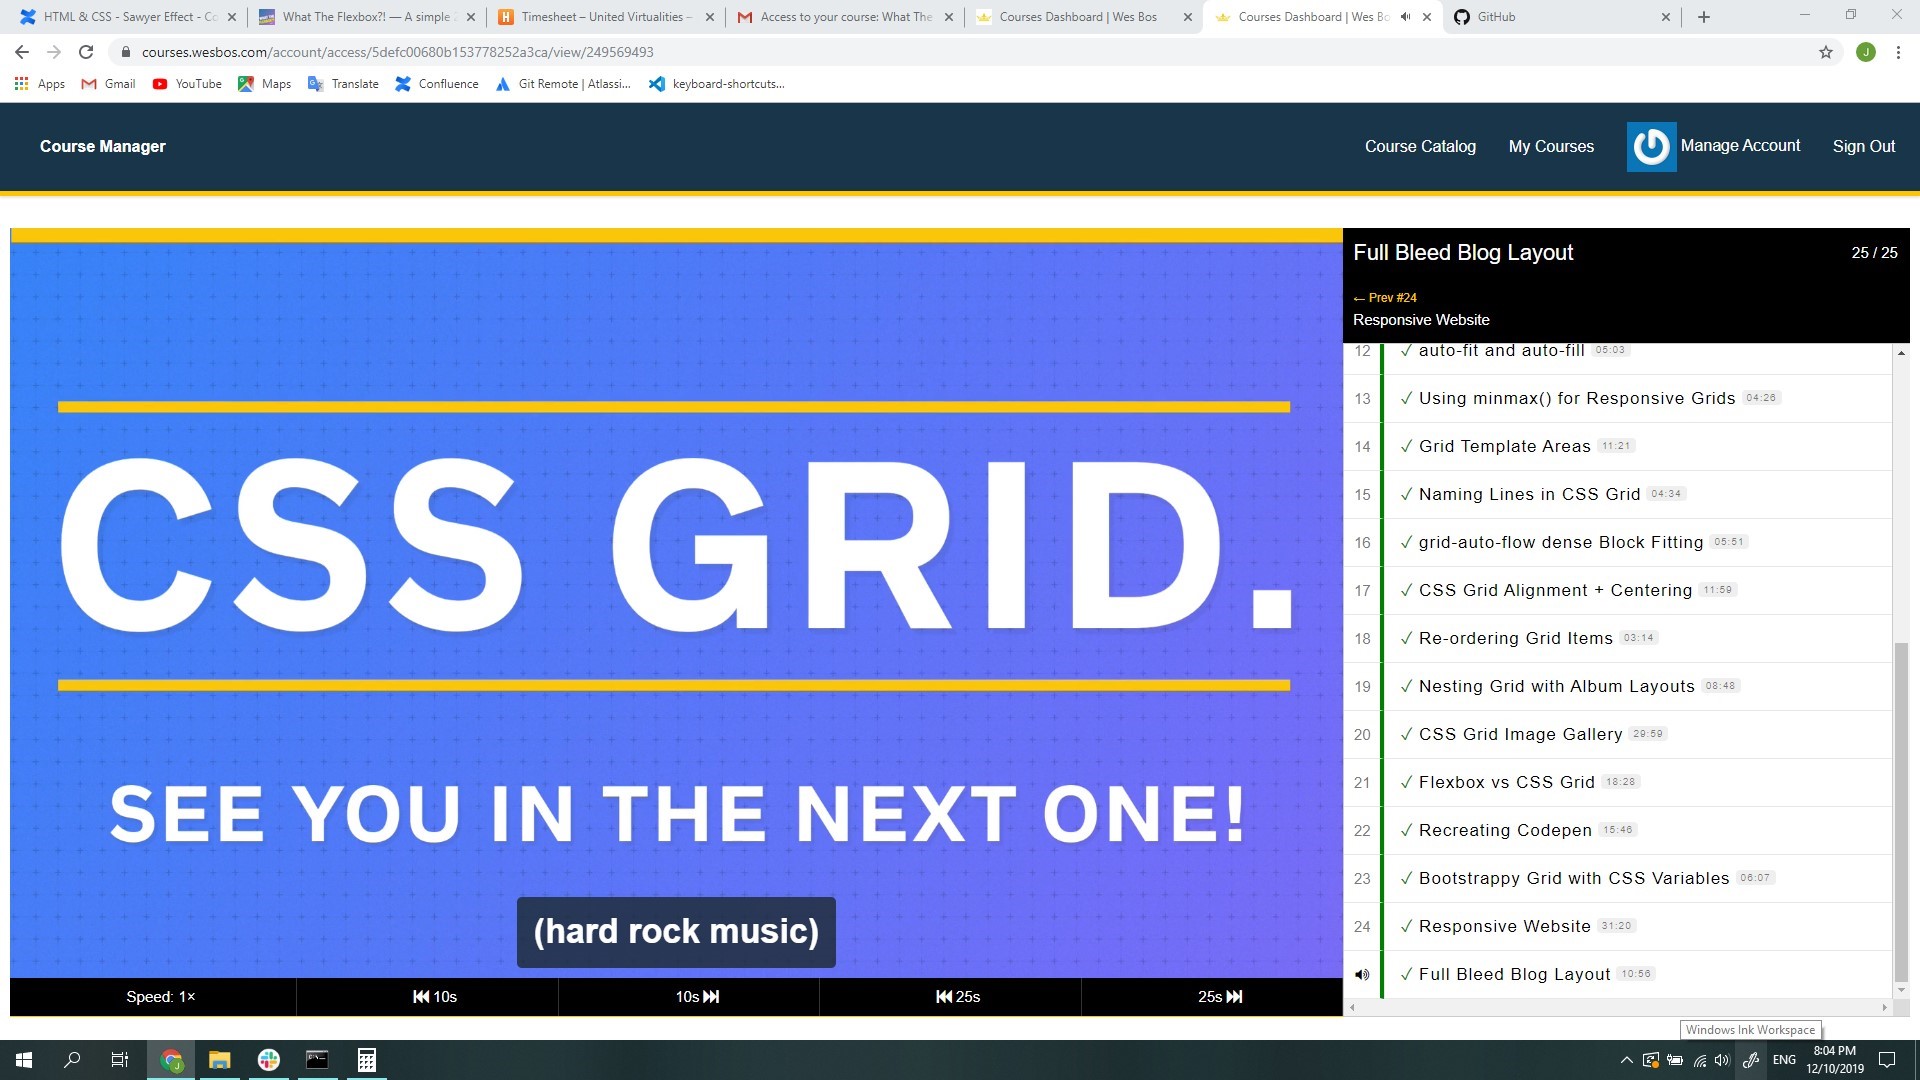 HTML & CSS - Sawyer Effect - Co
What The Flexbox?! — A simple
Timesheet – United Virtualities –
Access to your course: What The
Courses Dashboard | Wes Bos
Courses Dashboard | Wes Bo
GitHub
courses.wesbos.com/account/access/5defc00680b153778252a3ca/view/249569493
J
Apps
Gmail
YouTube
Maps
Translate
Confluence
Git Remote | Atlassi...
keyboard-shortcuts...
Course Manager
Course Catalog
My Courses
Manage Account
Sign Out
CSS GRID.
SEE YOU IN THE NEXT ONE!
(hard rock music)
Speed: 1×
10s
10s
25s
25s
Full Bleed Blog Layout
25 / 25
← Prev #24
Responsive Website
12 ✓ auto-fit and auto-fill 05:03
13 ✓ Using minmax() for Responsive Grids 04:26
14 ✓ Grid Template Areas 11:21
15 ✓ Naming Lines in CSS Grid 04:34
16 ✓ grid-auto-flow dense Block Fitting 05:51
17 ✓ CSS Grid Alignment + Centering 11:59
18 ✓ Re-ordering Grid Items 03:14
19 ✓ Nesting Grid with Album Layouts 08:48
20 ✓ CSS Grid Image Gallery 29:59
21 ✓ Flexbox vs CSS Grid 18:28
22 ✓ Recreating Codepen 15:46
23 ✓ Bootstrappy Grid with CSS Variables 06:07
24 ✓ Responsive Website 31:20
✓ Full Bleed Blog Layout 10:56
Windows Ink Workspace
ENG
8:04 PM
12/10/2019